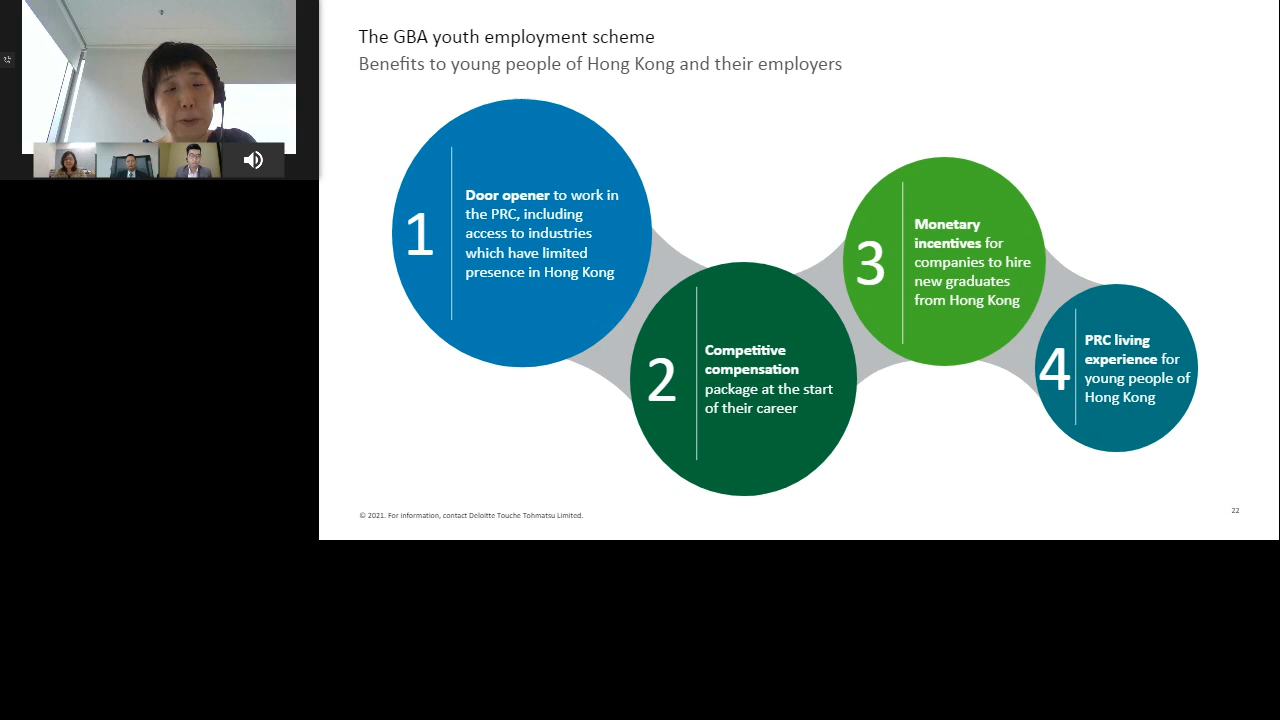 The GBA youth employment scheme
Benefits to young people of Hong Kong and their employers
1
Door opener to work in
the PRC, including
access to industries
which have limited
presence in Hong Kong
2
Competitive
compensation
package at the start
of their career
3
Monetary
incentives for
companies to hire
new graduates
from Hong Kong
4
PRC living
experience for
young people of
Hong Kong
© 2021. For information, contact Deloitte Touche Tohmatsu Limited.
22